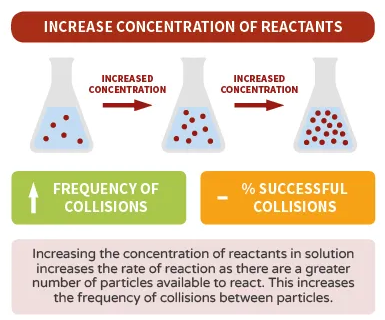 INCREASE CONCENTRATION OF REACTANTS
INCREASED
CONCENTRATION
INCREASED
CONCENTRATION
FREQUENCY OF
COLLISIONS
- % SUCCESSFUL
COLLISIONS
Increasing the concentration of reactants in solution
increases the rate of reaction as there are a greater
number of particles available to react. This increases
the frequency of collisions between particles.